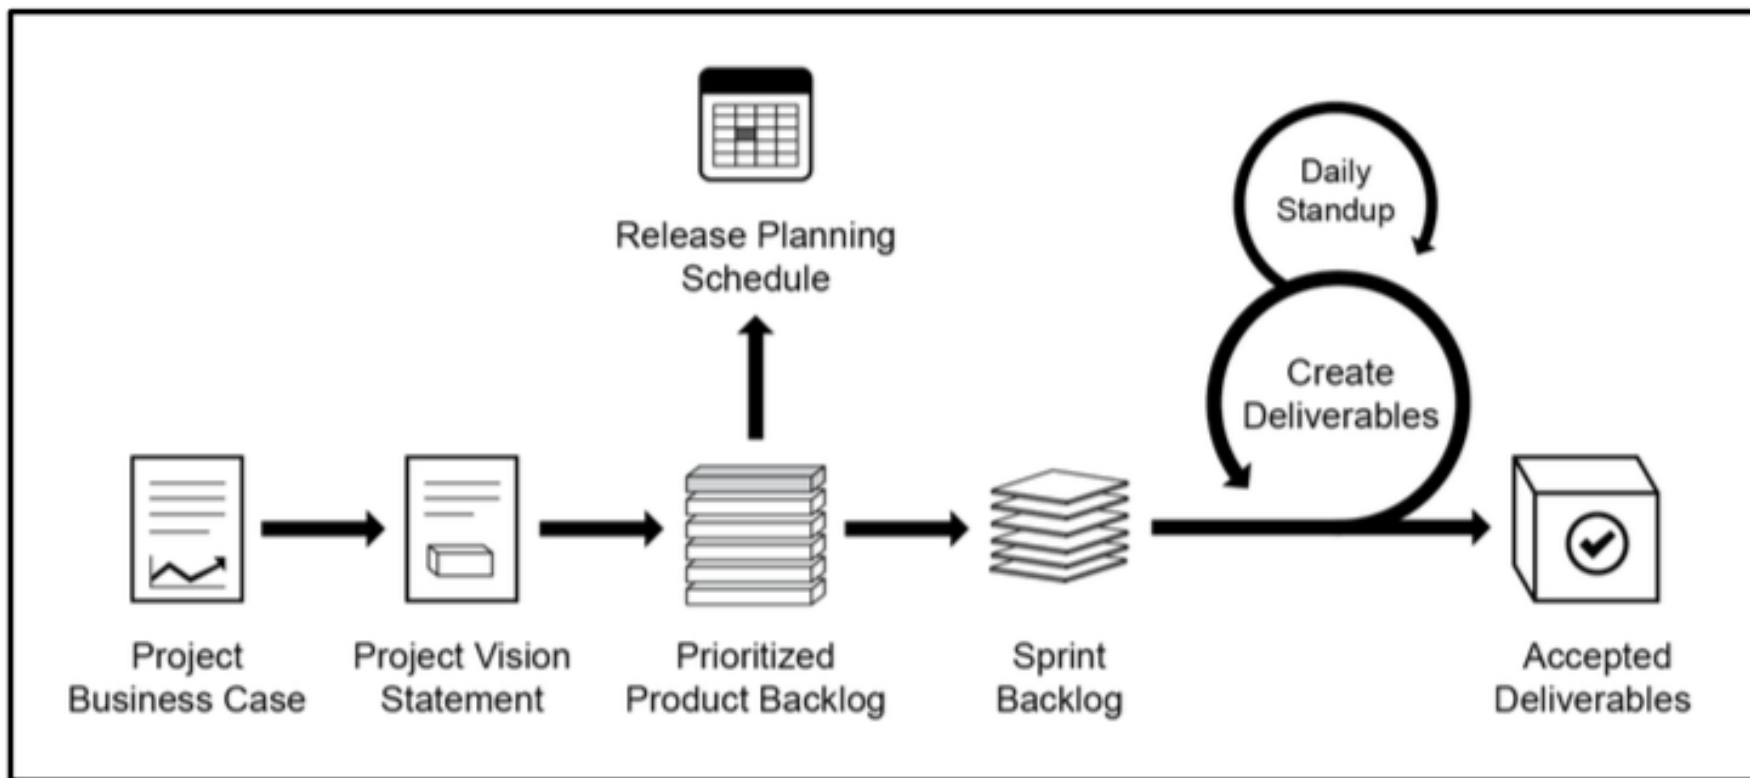 Release Planning
Schedule
Daily
Standup
Create
Deliverables
Project
Business Case
Project Vision
Statement
Prioritized
Product Backlog
Sprint
Backlog
Accepted
Deliverables